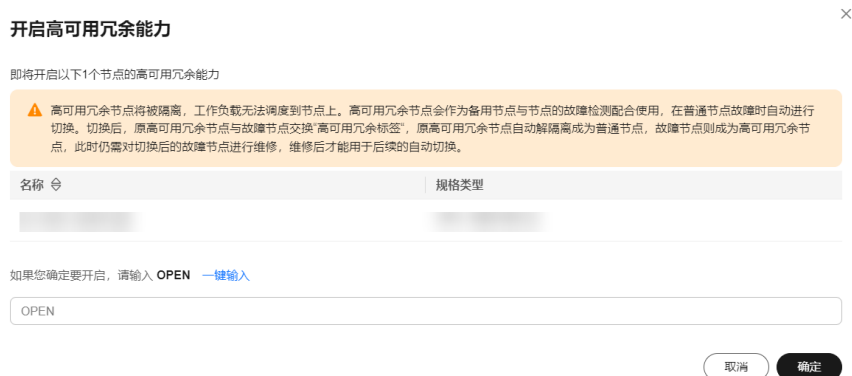 开启高可用冗余能力
即将开启以下1个节点的高可用冗余能力
高可用冗余节点将被隔离，工作负载无法调度到节点上。高可用冗余节点会作为备用节点与节点的故障检测配合使用，在普通节点故障时自动进行
切换。切换后，原高可用冗余节点与故障节点交换"高可用冗余标签"，原高可用冗余节点自动解隔离成为普通节点，故障节点则成为高可用冗余节
点，此时仍需对切换后的故障节点进行维修，维修后才能用于后续的自动切换。
名称 规格类型
如果您确定要开启，请输入 OPEN 一键输入
OPEN
取消 确定